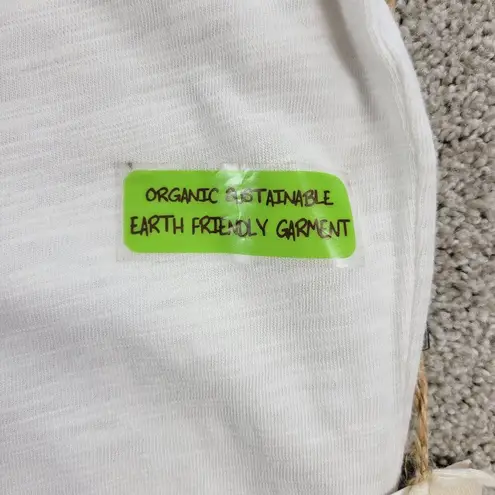 ORGANIC SUSTAINABLE
EARTH FRIENDLY GARMENT